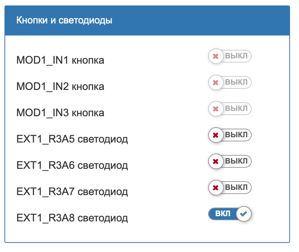 Кнопки и светодиоды
MOD1_IN1 кнопка ВЫКЛ
MOD1_IN2 кнопка ВЫКЛ
MOD1_IN3 кнопка ВЫКЛ
EXT1_R3A5 светодиод ВЫКЛ
EXT1_R3A6 светодиод ВЫКЛ
EXT1_R3A7 светодиод ВЫКЛ
EXT1_R3A8 светодиод ВКЛ